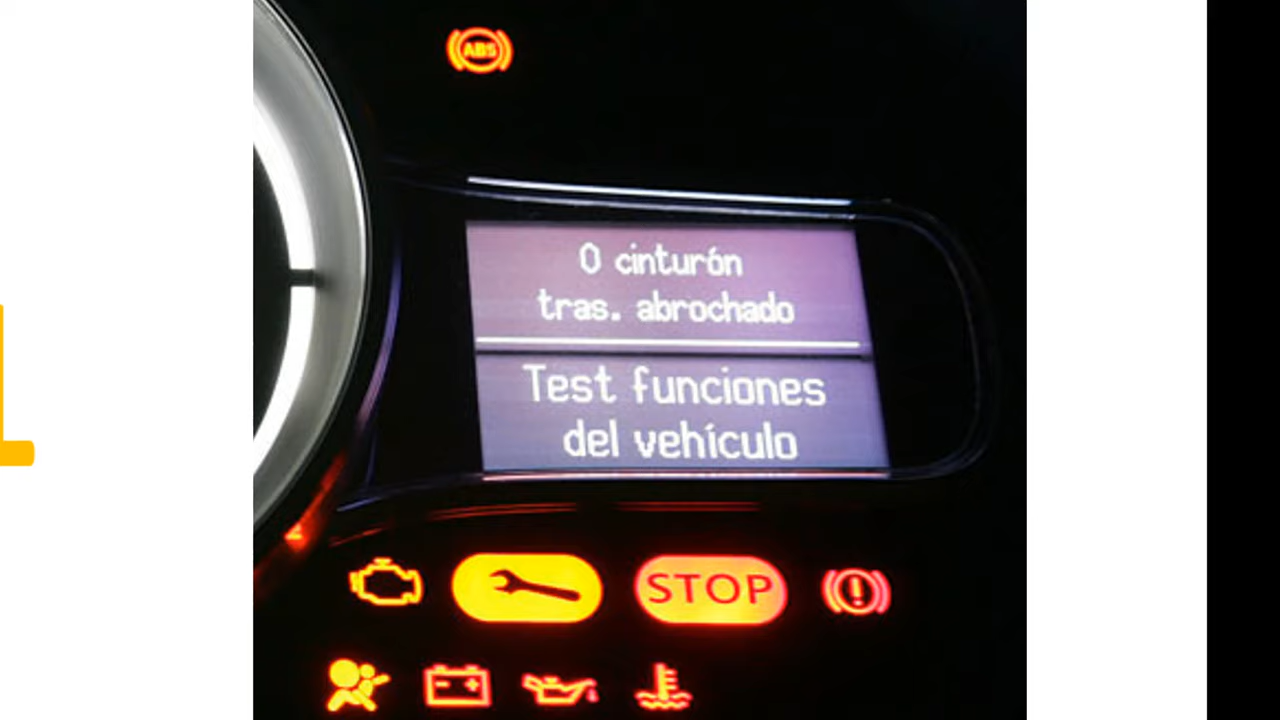 ABS
0 cinturón
tras. abrochado
Test funciones
del vehículo
STOP